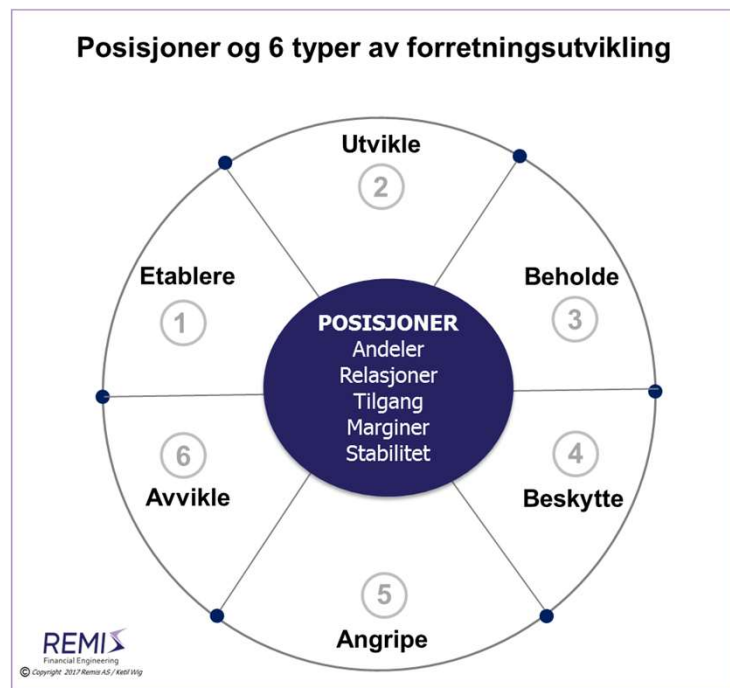 Posisjoner og 6 typer av forretningsutvikling
Utvikle
2
Etablere
1
Beholde
3
POSISJONER
Andeler
Relasjoner
Tilgang
Marginer
Stabilitet
6
Avvikle
4
Beskytte
5
Angripe
REMIS
Financial Engineering
© Copyright 2017 Remis AS / Ketil Wig